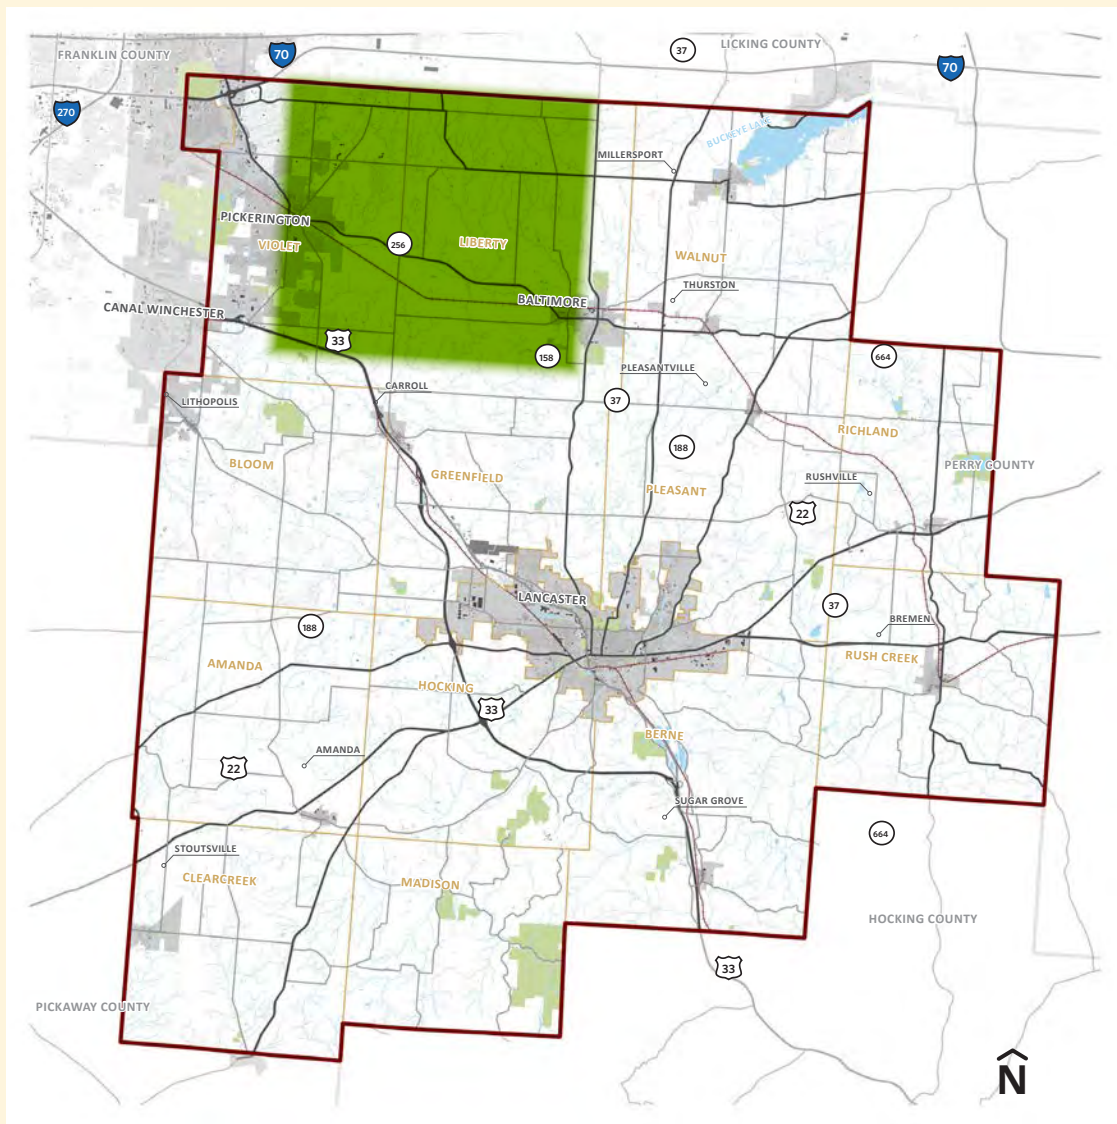 FRANKLIN COUNTY
70
37
LICKING COUNTY
70
270
BUCKEYE LAKE
MILLERSPORT
PICKERINGTON
VIOLET
256
LIBERTY
WALNUT
THURSTON
BALTIMORE
CANAL WINCHESTER
33
158
664
PLEASANTVILLE
CARROLL
37
LITHOPOLIS
RICHLAND
188
BLOOM
GREENFIELD
PERRY COUNTY
RUSHVILLE
PLEASANT
22
LANCASTER
37
188
BREMEN
AMANDA
RUSH CREEK
HOCKING
33
BERNE
AMANDA
22
SUGAR GROVE
664
STOUTSVILLE
CLEARCREEK
MADISON
HOCKING COUNTY
33
PICKAWAY COUNTY
N